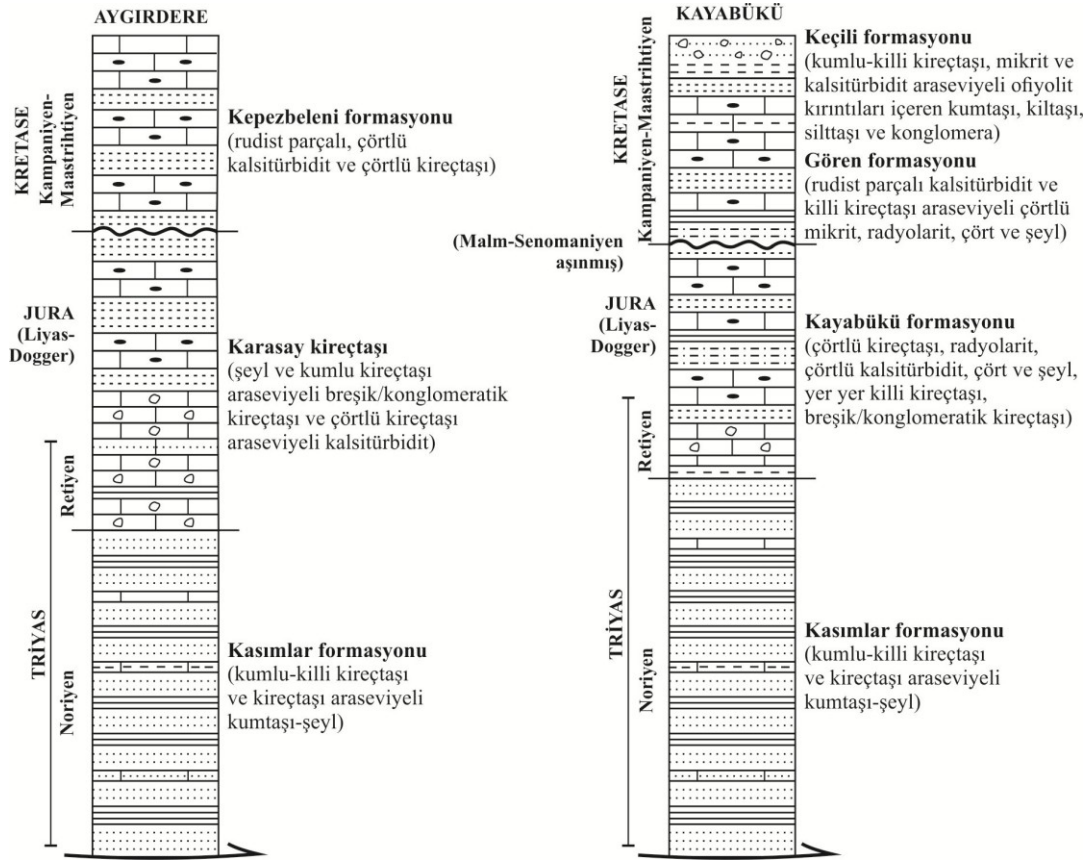 AYGIRDERE
KRETASE
Kampaniyen-
Maastrihtiyen
Kepezbeleni formasyonu
(rudist parçalı, çörtlü
kalsitürbidit ve çörtlü kireçtaşı)
JURA
(Liyas-
Dogger)
Karasay kireçtaşı
(şeyl ve kumlu kireçtaşı
araseviyeli breşik/konglomeratik
kireçtaşı ve çörtlü kireçtaşı
araseviyeli kalsitürbidit)
TRİYAS
Retiyen
Noriyen
Kasımlar formasyonu
(kumlu-killi kireçtaşı
ve kireçtaşı araseviyeli
kumtaşı-şeyl)
KAYABÜKÜ
KRETASE
Kampaniyen-Maastrihtiyen
Keçili formasyonu
(kumlu-killi kireçtaşı, mikrit ve
kalsitürbidit araseviyeli ofiyolit
kırıntıları içeren kumtaşı, kiltaşı,
silttaşı ve konglomera)
Gören formasyonu
(rudist parçalı kalsitürbidit ve
killi kireçtaşı araseviyeli çörtlü
mikrit, radyolarit, çört ve şeyl)
(Malm-Senomaniyen
aşınmış)
JURA
(Liyas-
Dogger)
Kayabükü formasyonu
(çörtlü kireçtaşı, radyolarit,
çörtlü kalsitürbidit, çört ve şeyl,
yer yer killi kireçtaşı,
breşik/konglomeratik kireçtaşı)
TRİYAS
Retiyen
Noriyen
Kasımlar formasyonu
(kumlu-killi kireçtaşı
ve kireçtaşı araseviyeli
kumtaşı-şeyl)